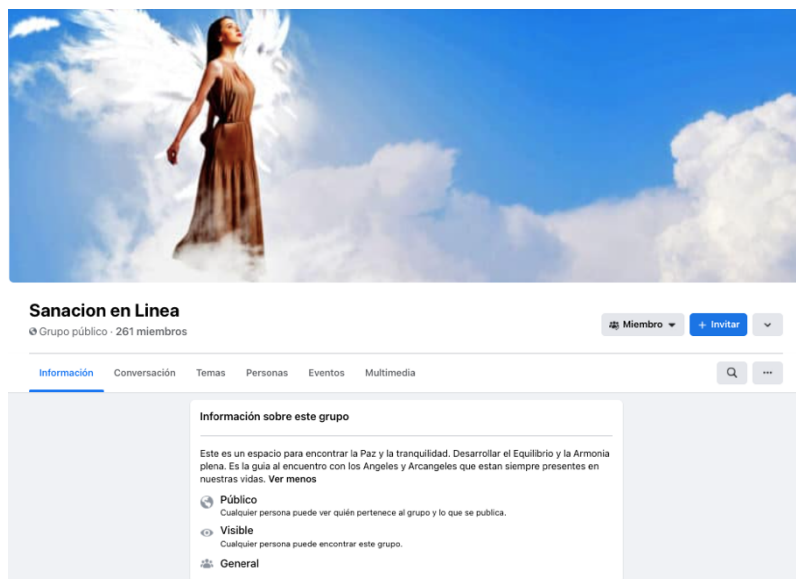 Sanacion en Linea
Grupo público · 261 miembros
Miembro
+ Invitar
Información Conversación Temas Personas Eventos Multimedia
Información sobre este grupo
Este es un espacio para encontrar la Paz y la tranquilidad. Desarrollar el Equilibrio y la Armonia
plena. Es la guia al encuentro con los Angeles y Arcangeles que estan siempre presentes en
nuestras vidas. Ver menos
Público
Cualquier persona puede ver quién pertenece al grupo y lo que se publica.
Visible
Cualquier persona puede encontrar este grupo.
General